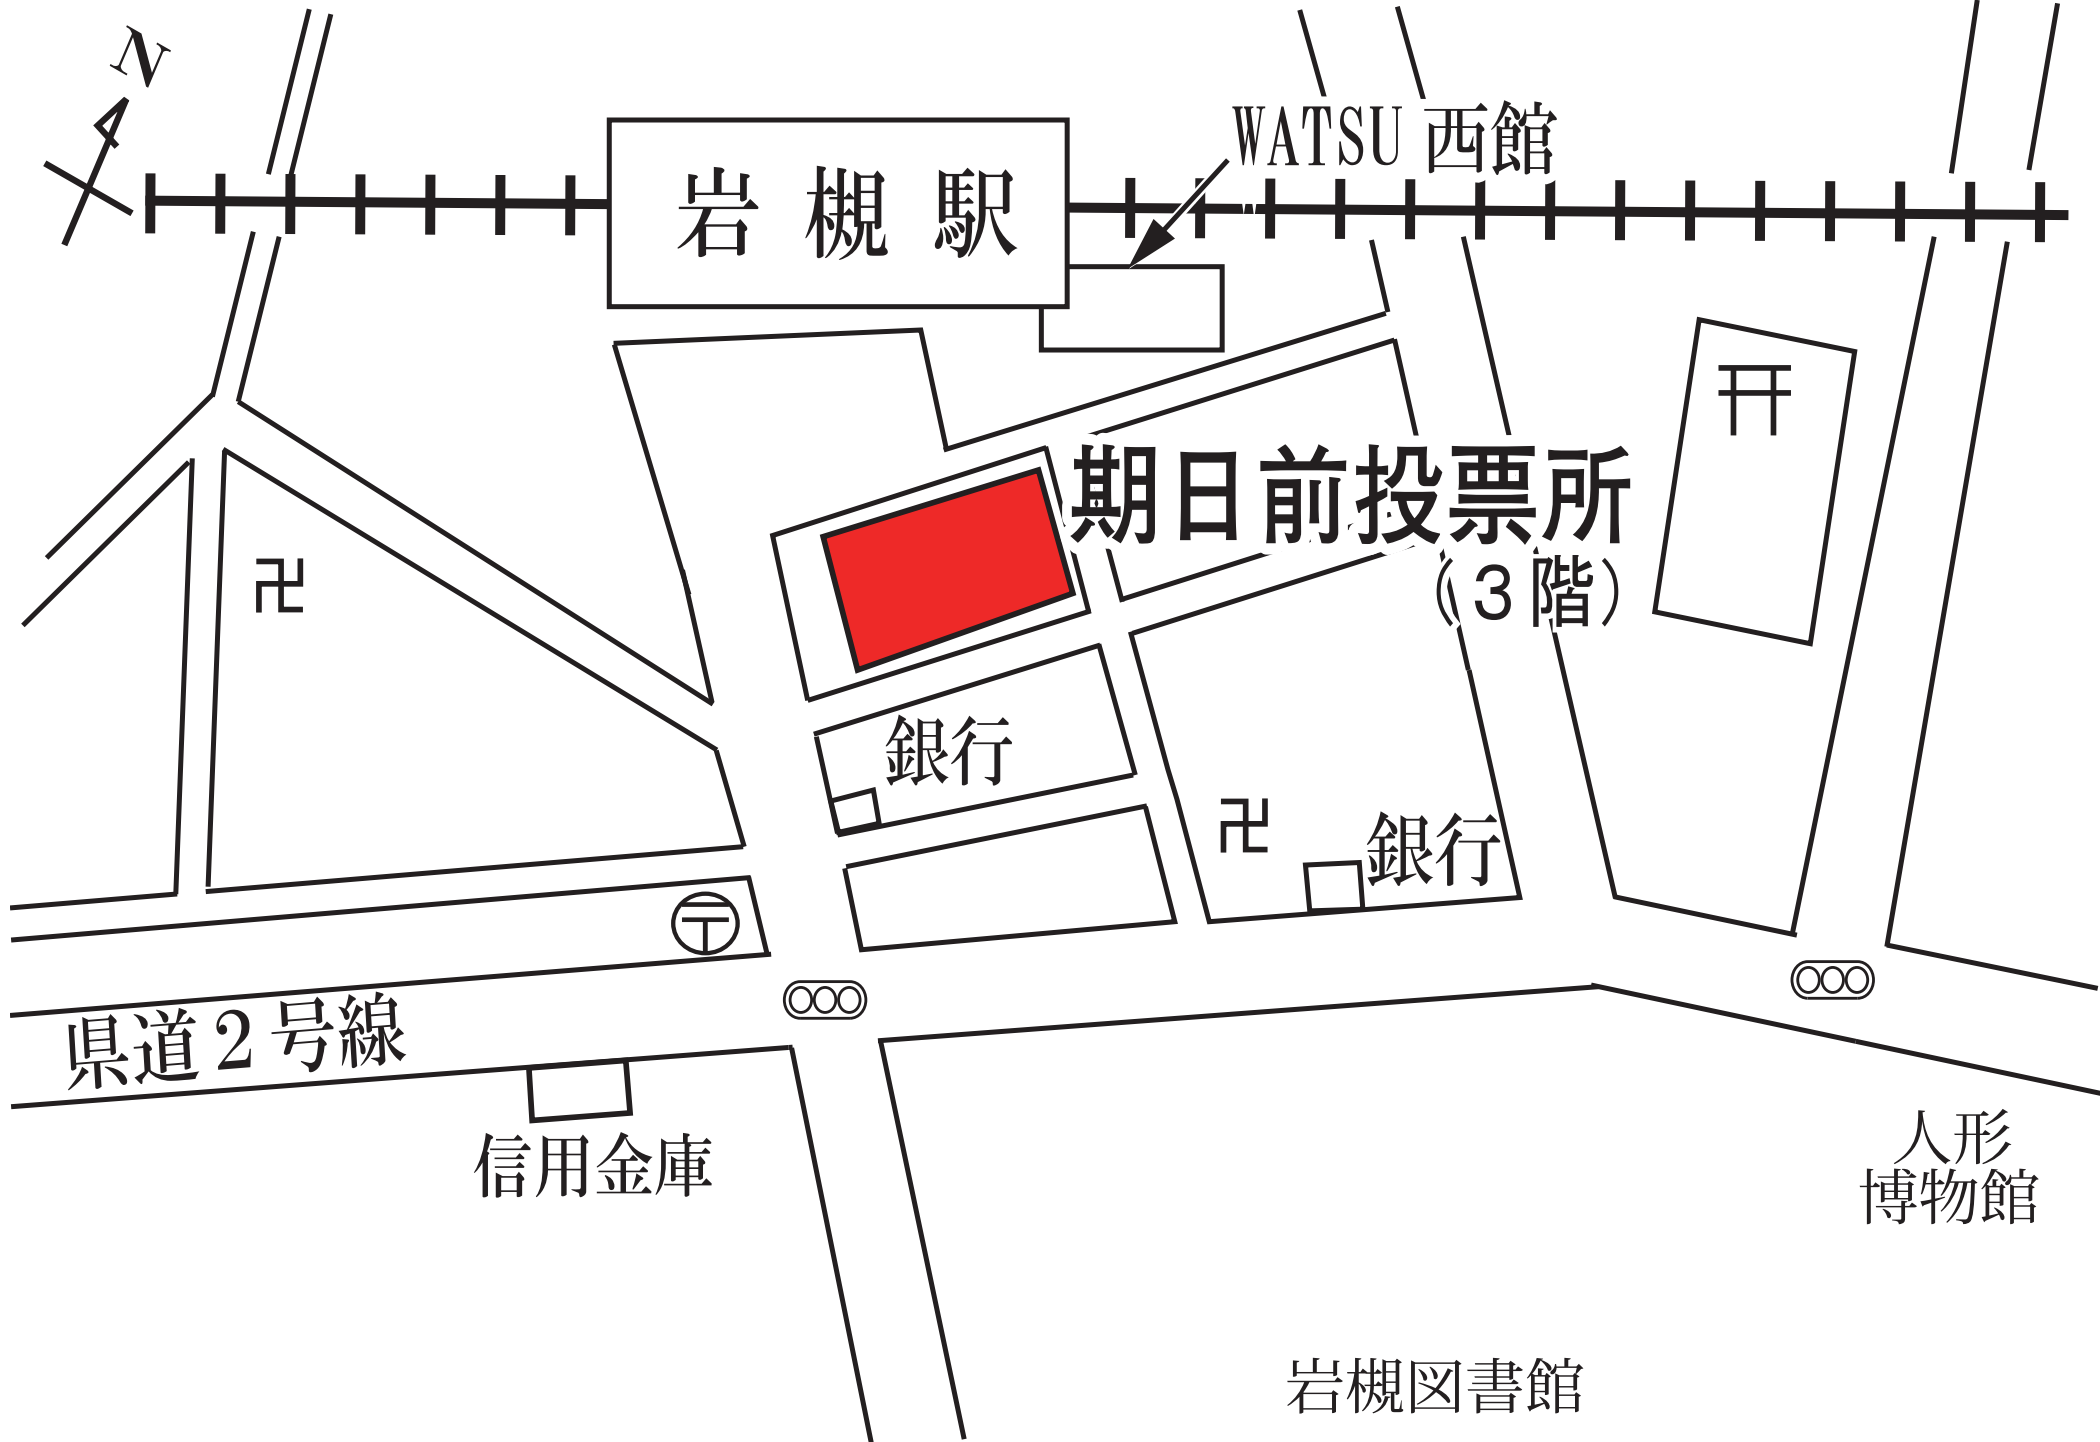 N
WATSU 西館
岩槻駅
期日前投票所
（3階）
銀行
銀行
県道2号線
信用金庫
人形
博物館
岩槻図書館